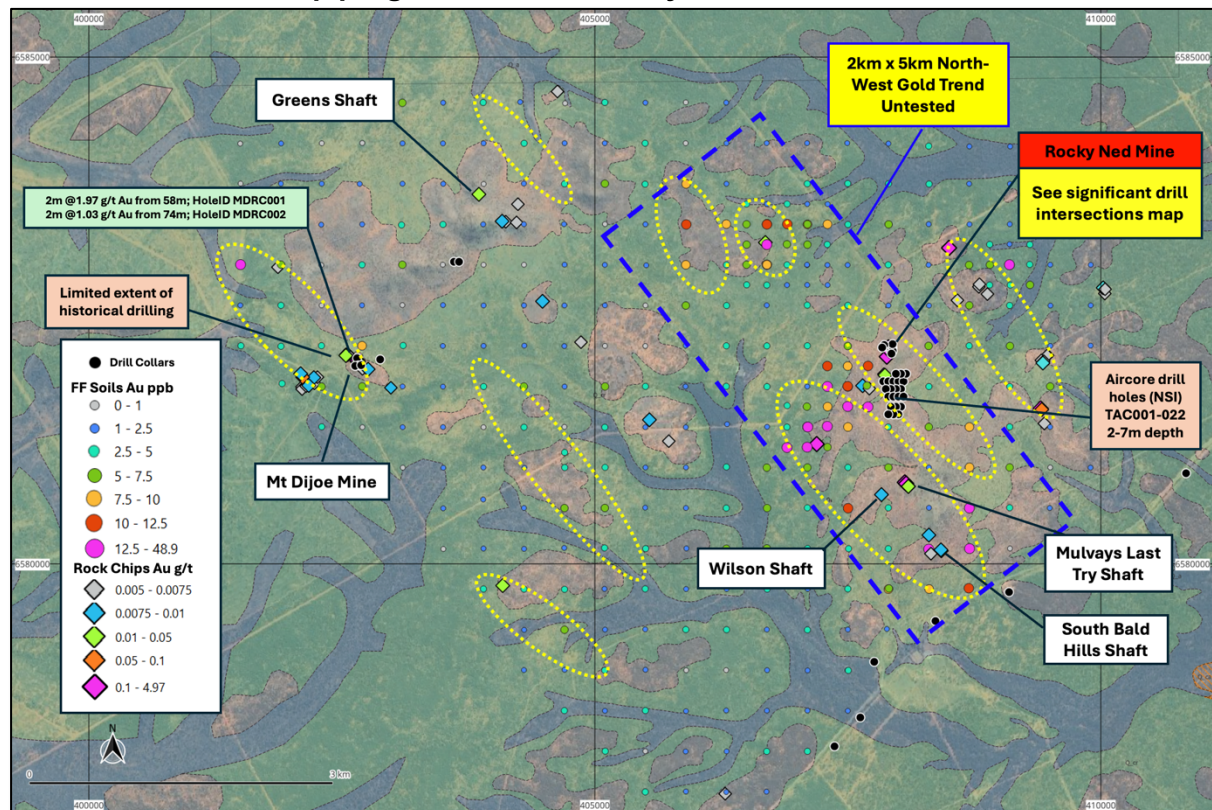 400000
405000
410000
6585000
6585000
Greens Shaft
2km x 5km North-
West Gold Trend
Untested
Rocky Ned Mine
See significant drill
intersections map
2m @1.97 g/t Au from 58m; HoleID MDRC001
2m @1.03 g/t Au from 74m; HoleID MDRC002
Limited extent of
historical drilling
Drill Collars
FF Soils Au ppb
0 - 1
1 - 2.5
2.5 - 5
5 - 7.5
7.5 - 10
10 - 12.5
12.5 - 48.9
Rock Chips Au g/t
0.005 - 0.0075
0.0075 - 0.01
0.01 - 0.05
0.05 - 0.1
0.1 - 4.97
Mt Dijoe Mine
Aircore drill
holes (NSI)
TAC001-022
2-7m depth
Wilson Shaft
Mulvays Last
Try Shaft
South Bald
Hills Shaft
6580000
6580000
N
0
3 km
400000
405000
410000